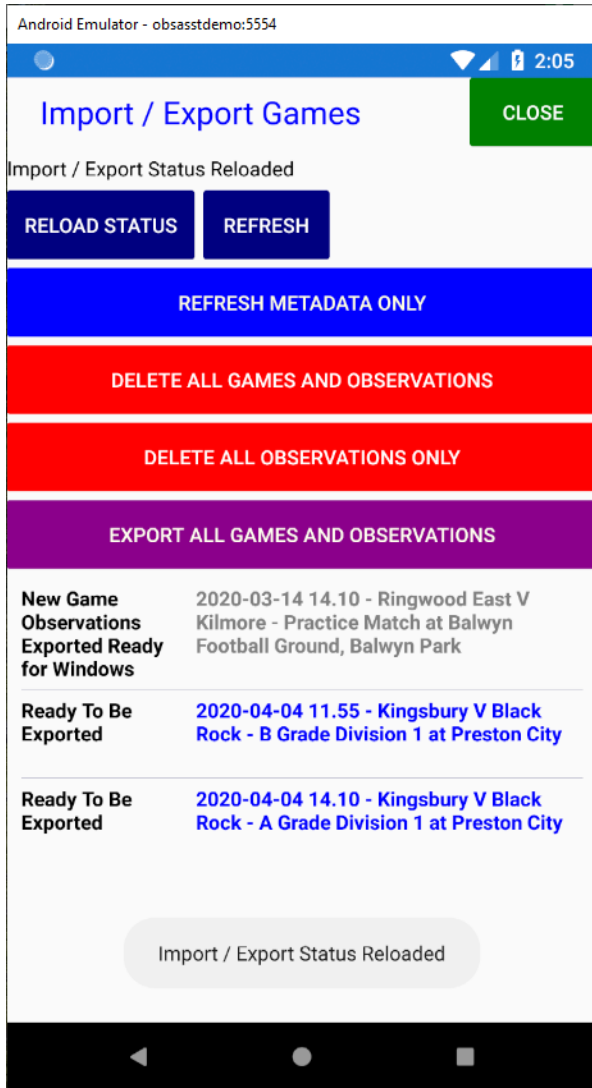 Android Emulator - obsasstdemo:5554
2:05
Import / Export Games
CLOSE
Import / Export Status Reloaded
RELOAD STATUS
REFRESH
REFRESH METADATA ONLY
DELETE ALL GAMES AND OBSERVATIONS
DELETE ALL OBSERVATIONS ONLY
EXPORT ALL GAMES AND OBSERVATIONS
New Game
Observations
Exported Ready
for Windows
2020-03-14 14.10 - Ringwood East V
Kilmore - Practice Match at Balwyn
Football Ground, Balwyn Park
Ready To Be
Exported
2020-04-04 11.55 - Kingsbury V Black
Rock - B Grade Division 1 at Preston City
Ready To Be
Exported
2020-04-04 14.10 - Kingsbury V Black
Rock - A Grade Division 1 at Preston City
Import / Export Status Reloaded